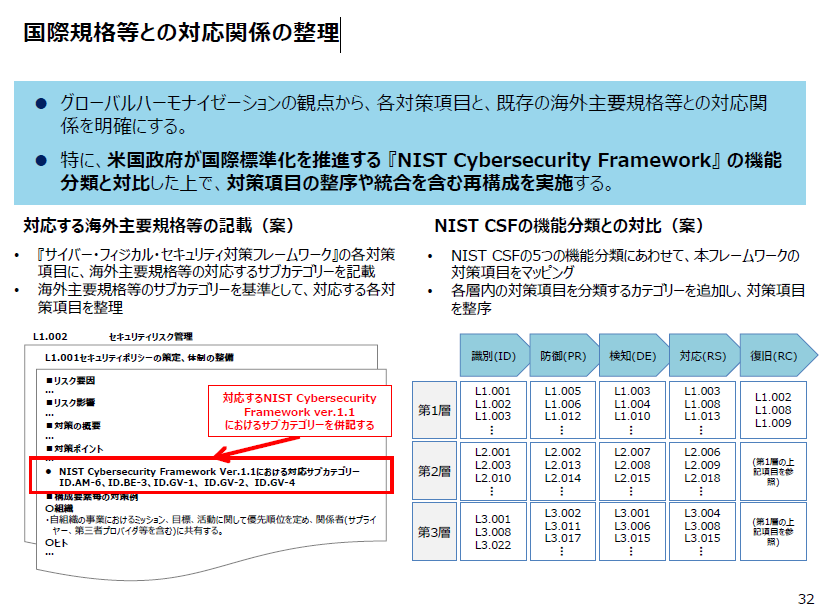 国際規格等との対応関係の整理
● グローバルハーモナイゼーションの観点から、各対策項目と、既存の海外主要規格等との対応関
係を明確にする。
● 特に、米国政府が国際標準化を推進する『NIST Cybersecurity Framework』の機能
分類と対比した上で、対策項目の整序や統合を含む再構成を実施する。
対応する海外主要規格等の記載（案）
• 『サイバー・フィジカル・セキュリティ対策フレームワーク』の各対策
項目に、海外主要規格等の対応するサブカテゴリーを記載
• 海外主要規格等のサブカテゴリーを基準として、対応する各対
策項目を整理
L1.002 セキュリティリスク管理
L1.001セキュリティポリシーの策定、体制の整備
■リスク要因
...
■リスク影響
...
■対策の概要
...
■対策ポイント
対応するNIST Cybersecurity
Framework ver.1.1
におけるサブカテゴリーを併記する
● NIST Cybersecurity Framework Ver.1.1における対応サブカテゴリー
ID.AM-6、ID.BE-3、ID.GV-1、ID.GV-2、ID.GV-4
■構成要素毎の対策例
〇組織
・自組織の事業におけるミッション、目標、活動に関して優先順位を定め、関係者(サプライ
ヤー、第三者プロバイダ等を含む)に共有する。
〇ヒト
...
NIST CSFの機能分類との対比（案）
• NIST CSFの5つの機能分類にあわせて、本フレームワークの
対策項目をマッピング
• 各層内の対策項目を分類するカテゴリーを追加し、対策項目
を整序
識別(ID) 防御(PR) 検知(DE) 対応(RS) 復旧(RC)
第1層
L1.001 L1.005 L1.003 L1.003 L1.002
L1.002 L1.006 L1.004 L1.008 L1.008
L1.003 L1.012 L1.010 L1.013 L1.009
⋮ ⋮ ⋮ ⋮
第2層
L2.001 L2.002 L2.007 L2.006 (第1層の上
L2.003 L2.013 L2.008 L2.009 記項目を参
L2.010 L2.014 L2.015 L2.018 照)
⋮ ⋮ ⋮ ⋮
第3層
L3.001 L3.002 L3.001 L3.004 (第1層の上
L3.008 L3.011 L3.006 L3.008 記項目を参
L3.022 L3.017 L3.015 L3.015 照)
⋮ ⋮ ⋮
32